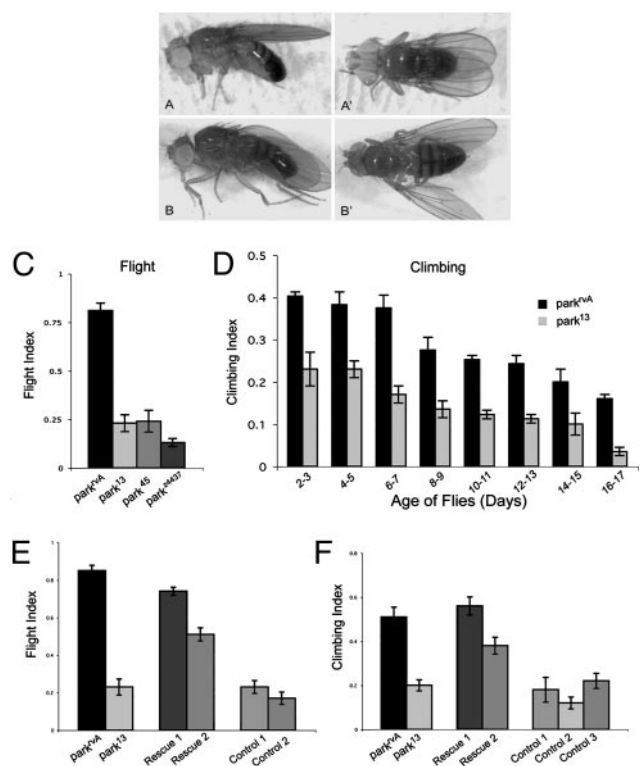 A
A'
B
B'
C
Flight
Flight Index
1
0.75
0.5
0.25
0
park^rvA
park^13
park^45
park^z4437
D
Climbing
Climbing Index
0.5
0.4
0.3
0.2
0.1
0
park^rvA
park^13
2-3
4-5
6-7
8-9
10-11
12-13
14-15
16-17
Age of Flies (Days)
E
Flight Index
1
0.8
0.6
0.4
0.2
park^rvA
park^13
Rescue 1
Rescue 2
Control 1
Control 2
F
Climbing Index
0.8
0.6
0.4
0.2
park^rvA
park^13
Rescue 1
Rescue 2
Control 1
Control 2
Control 3